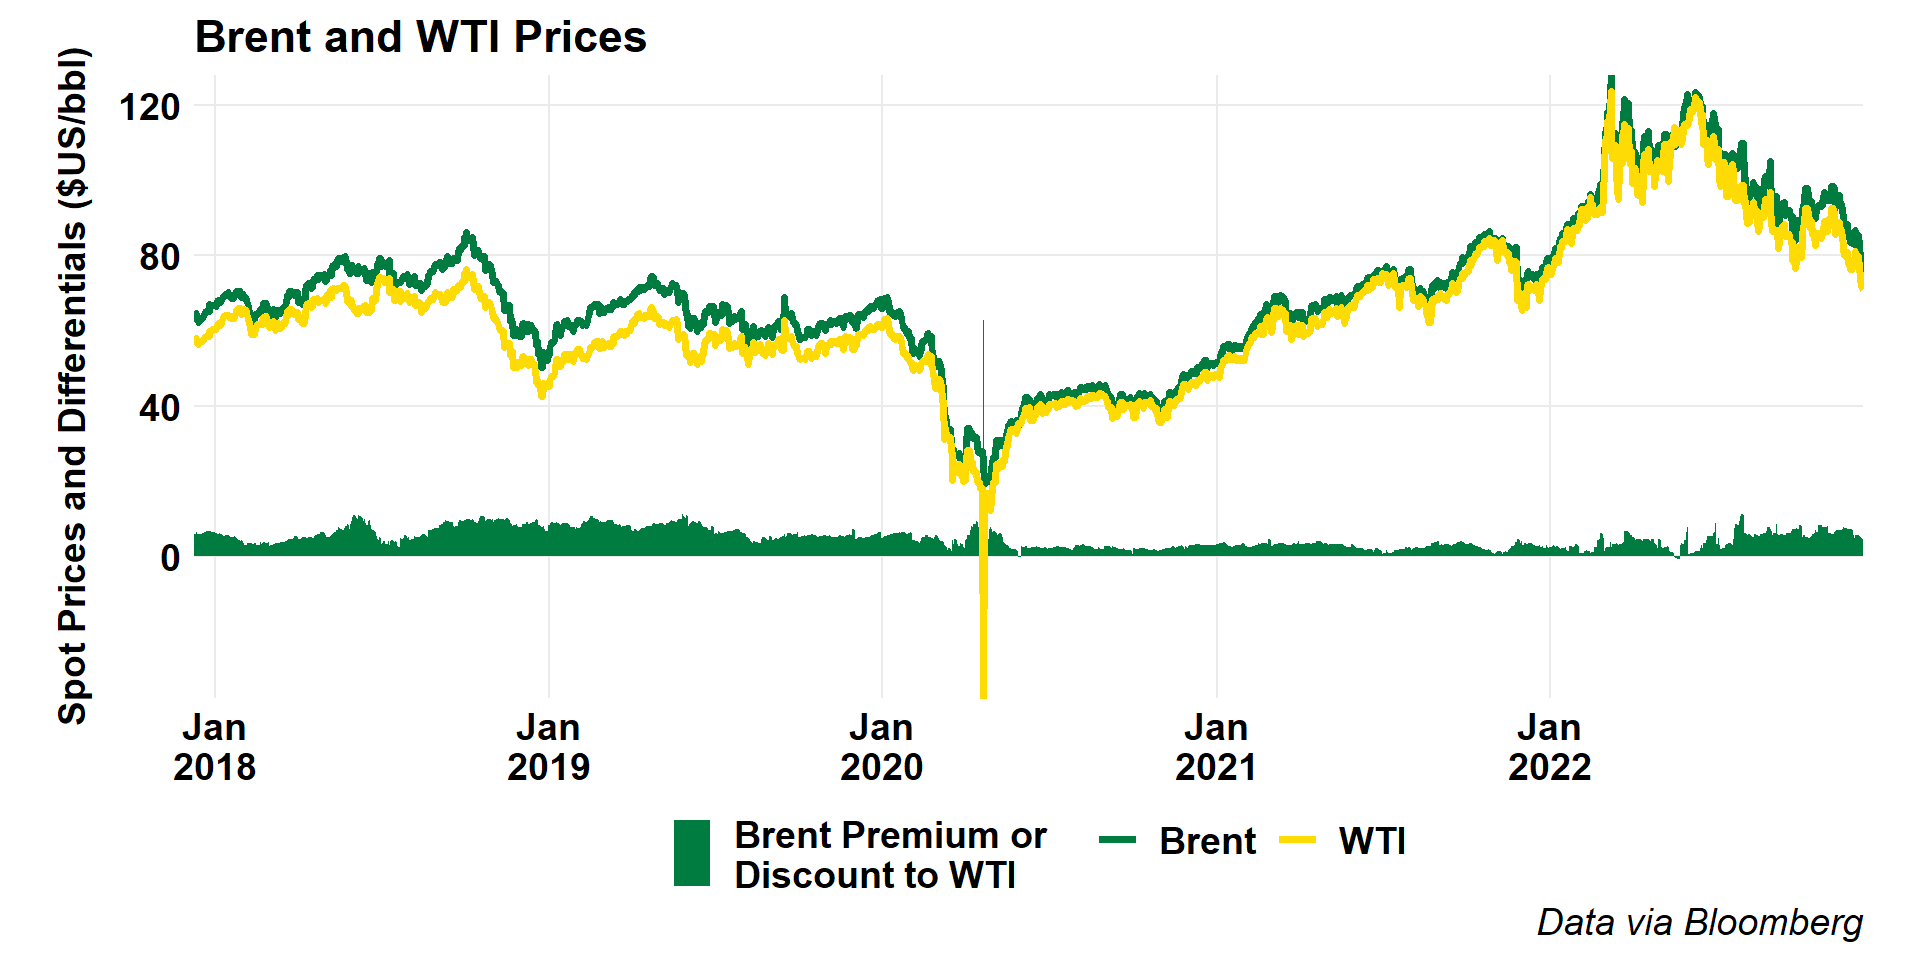 Brent and WTI Prices
Spot Prices and Differentials ($US/bbl)
120
80
40
0
Jan
2018
Jan
2019
Jan
2020
Jan
2021
Jan
2022
Brent Premium or
Discount to WTI
Brent
WTI
Data via Bloomberg